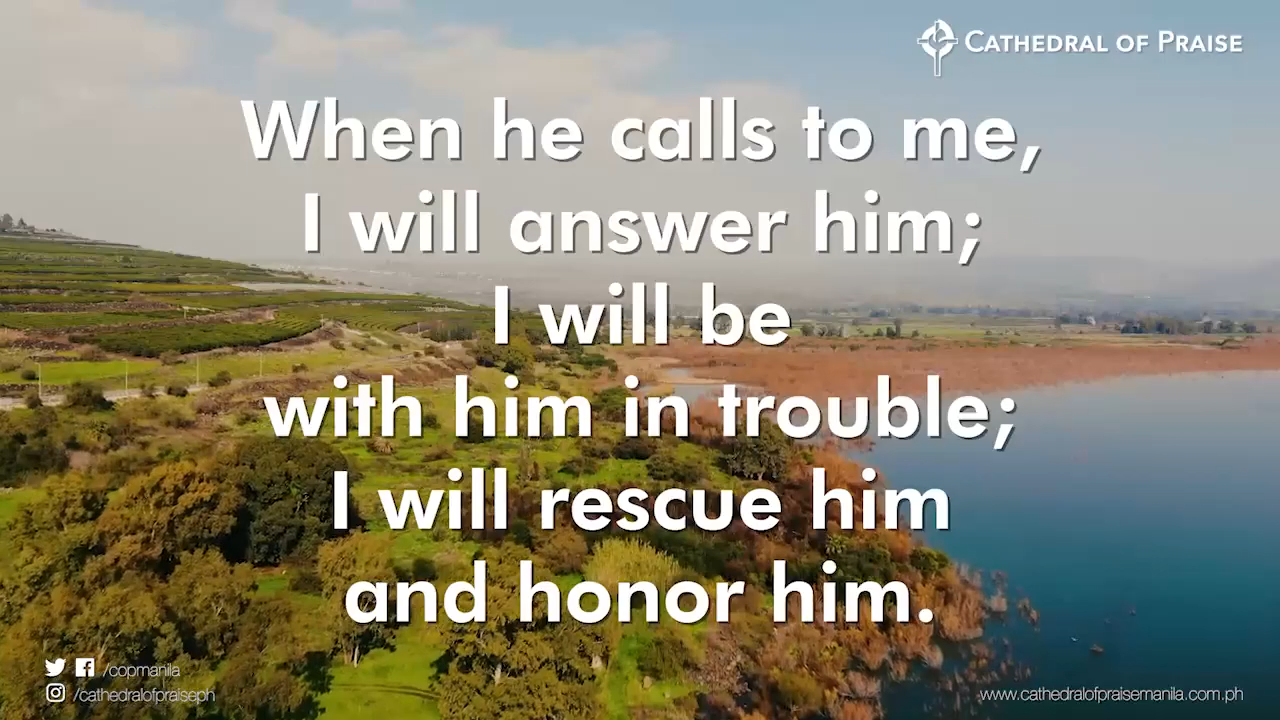 CATHEDRAL OF PRAISE
When he calls to me,
I will answer him;
I will be
with him in trouble;
I will rescue him
and honor him.
/copmanila
/cathedralofpraiseph
www.cathedralofpraisemanila.com.ph